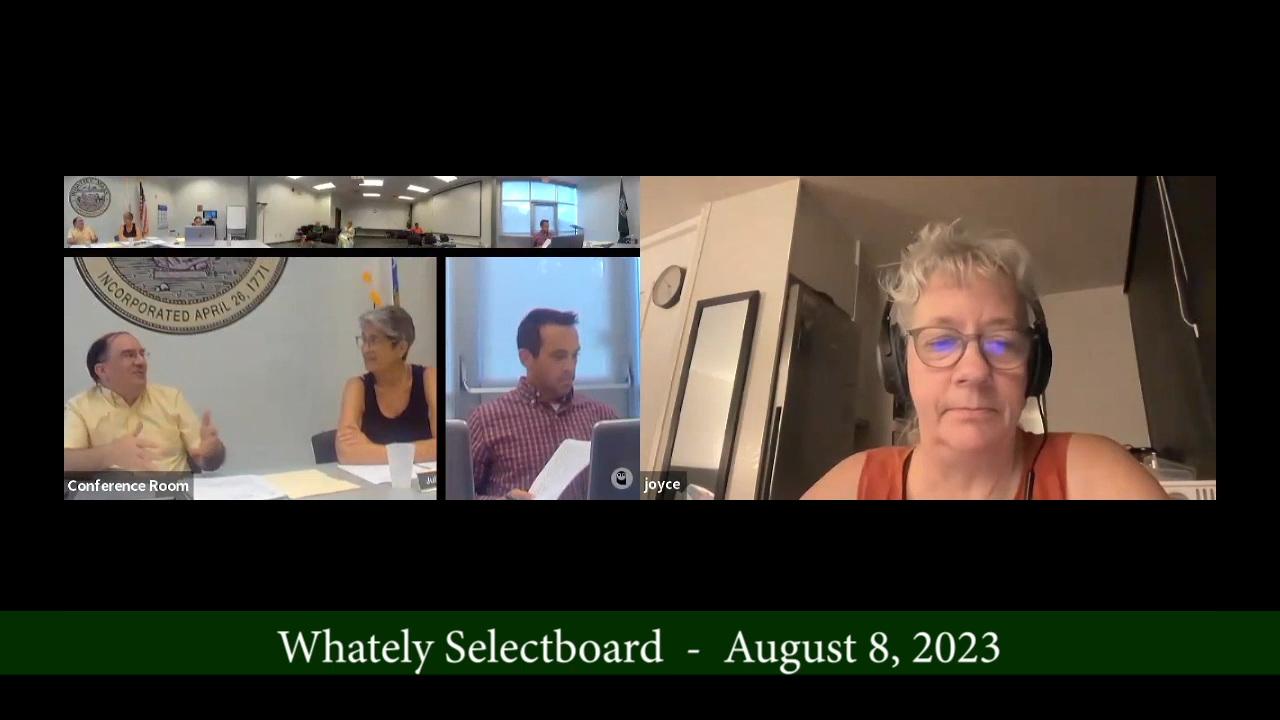 INCORPORATED APRIL 26, 1771
Conference Room
joyce
Whately Selectboard - August 8, 2023